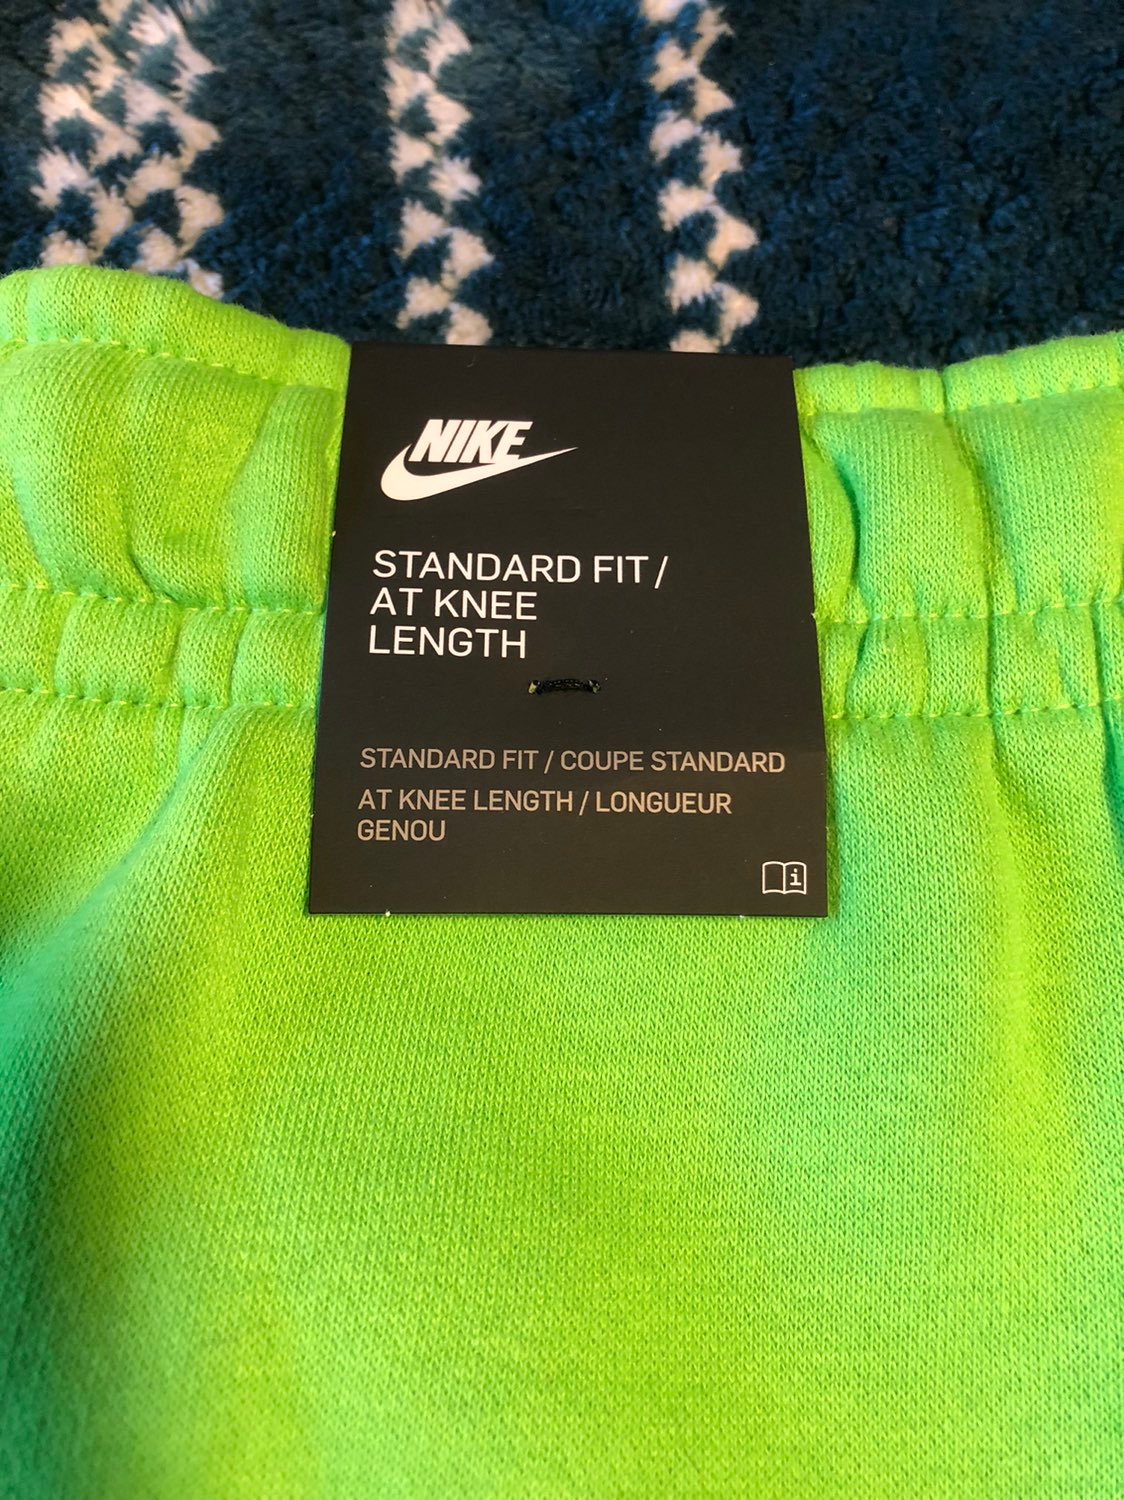 NIKE
STANDARD FIT /
AT KNEE
LENGTH
STANDARD FIT / COUPE STANDARD
AT KNEE LENGTH / LONGUEUR
GENOU
i